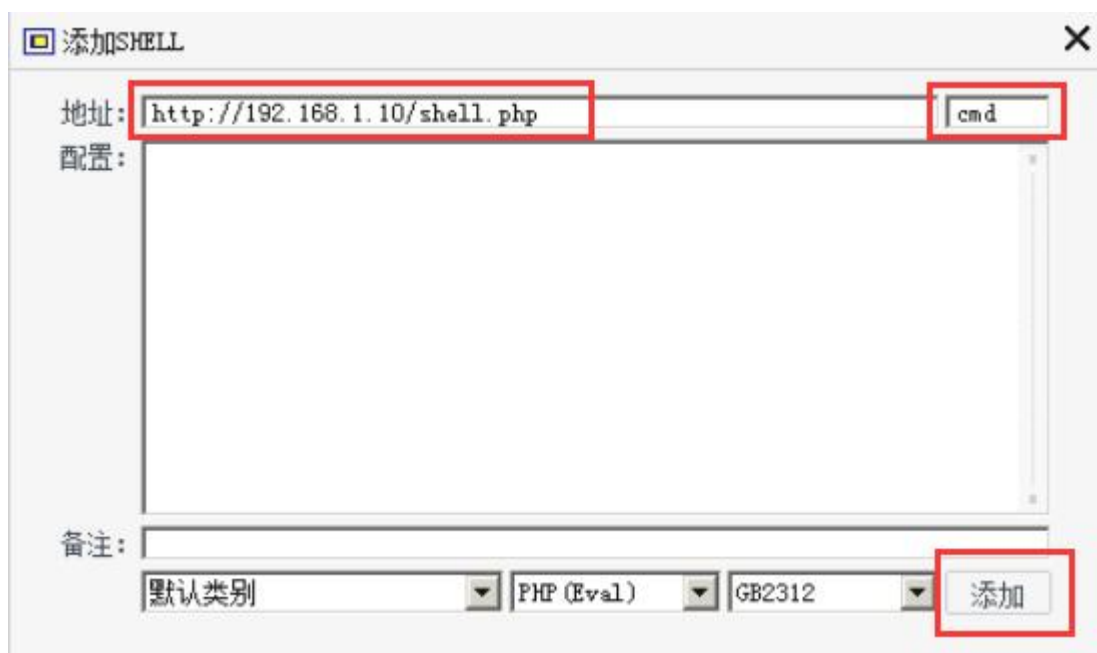 添加SHELL
地址: http://192.168.1.10/shell.php cmd
配置:
备注:
默认类别 PHP(Eval) GB2312 添加